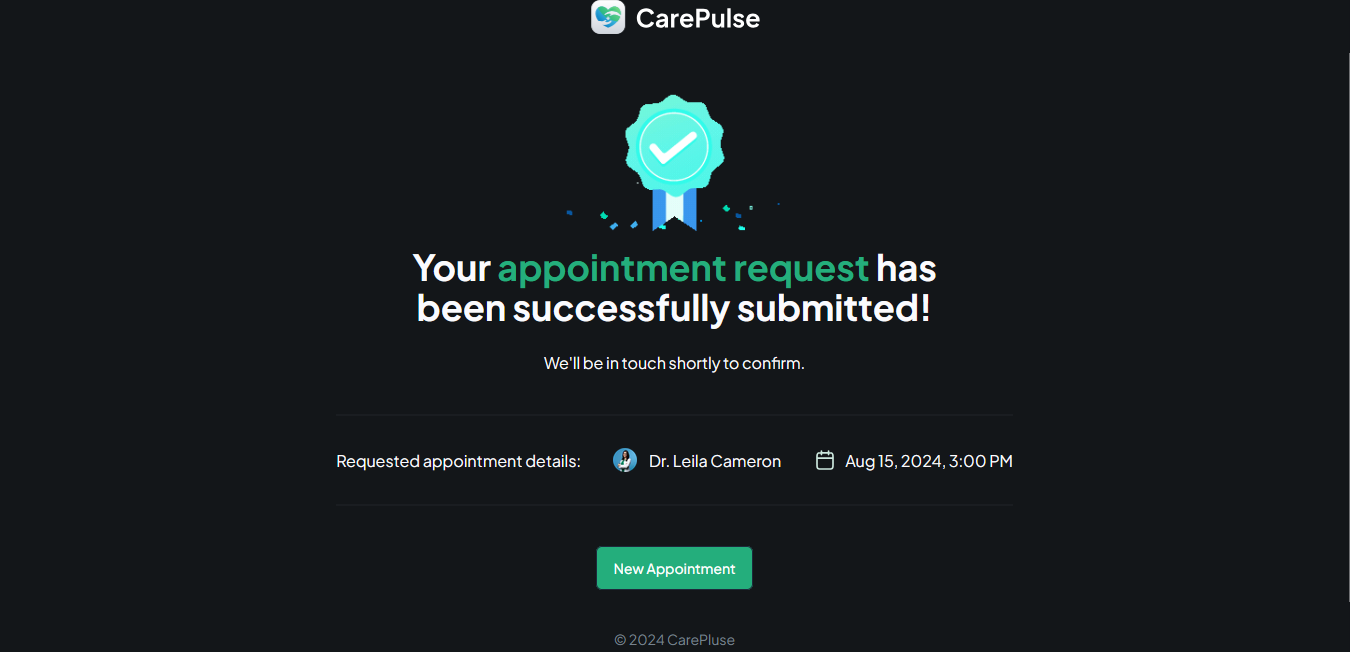 CarePulse
Your appointment request has
been successfully submitted!
We'll be in touch shortly to confirm.
Requested appointment details: Dr. Leila Cameron Aug 15, 2024, 3:00 PM
New Appointment
© 2024 CarePluse